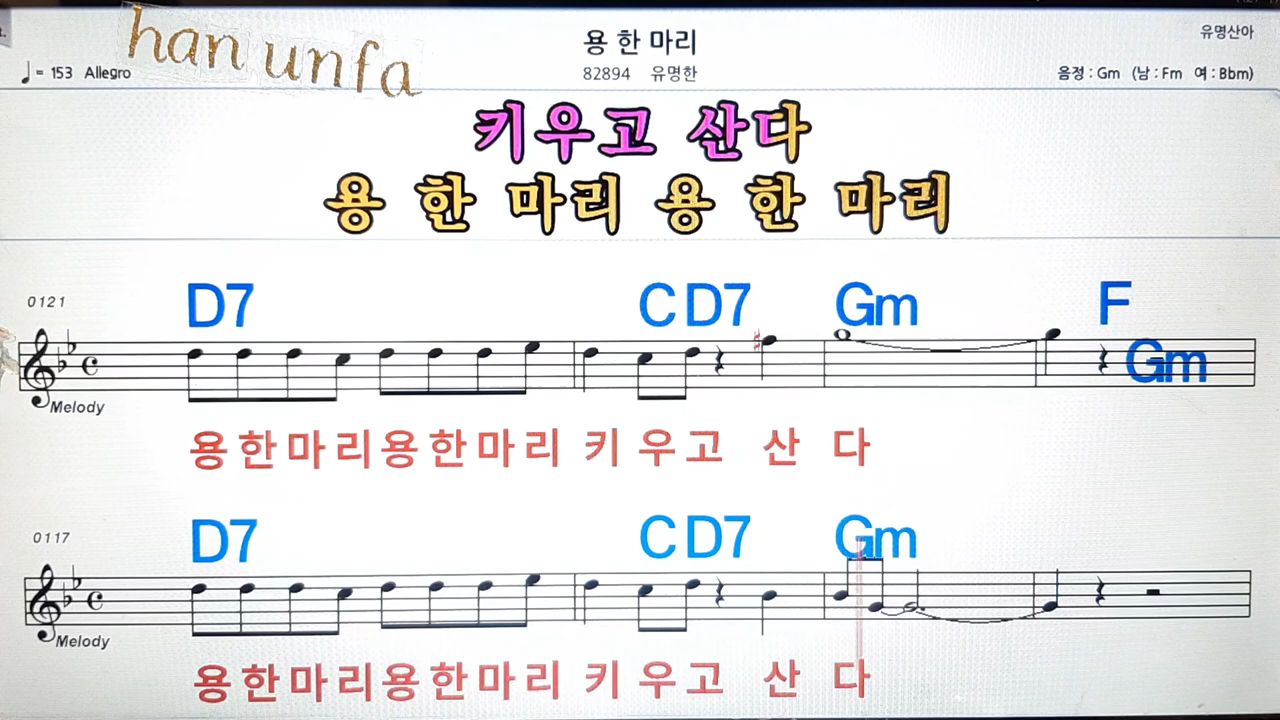 han unfa
용 한 마리
유명산아
♩= 153 Allegro
82894 유명한
음정 : Gm (남 : Fm 여 : Bbm)
키우고 산다
용 한 마리 용 한 마리
0121
D7 C D7 Gm F
Gm
Melody
용한마리용한마리 키 우고 산 다
0117
D7 C D7 Gm
Melody
용한마리용한마리 키 우고 산 다